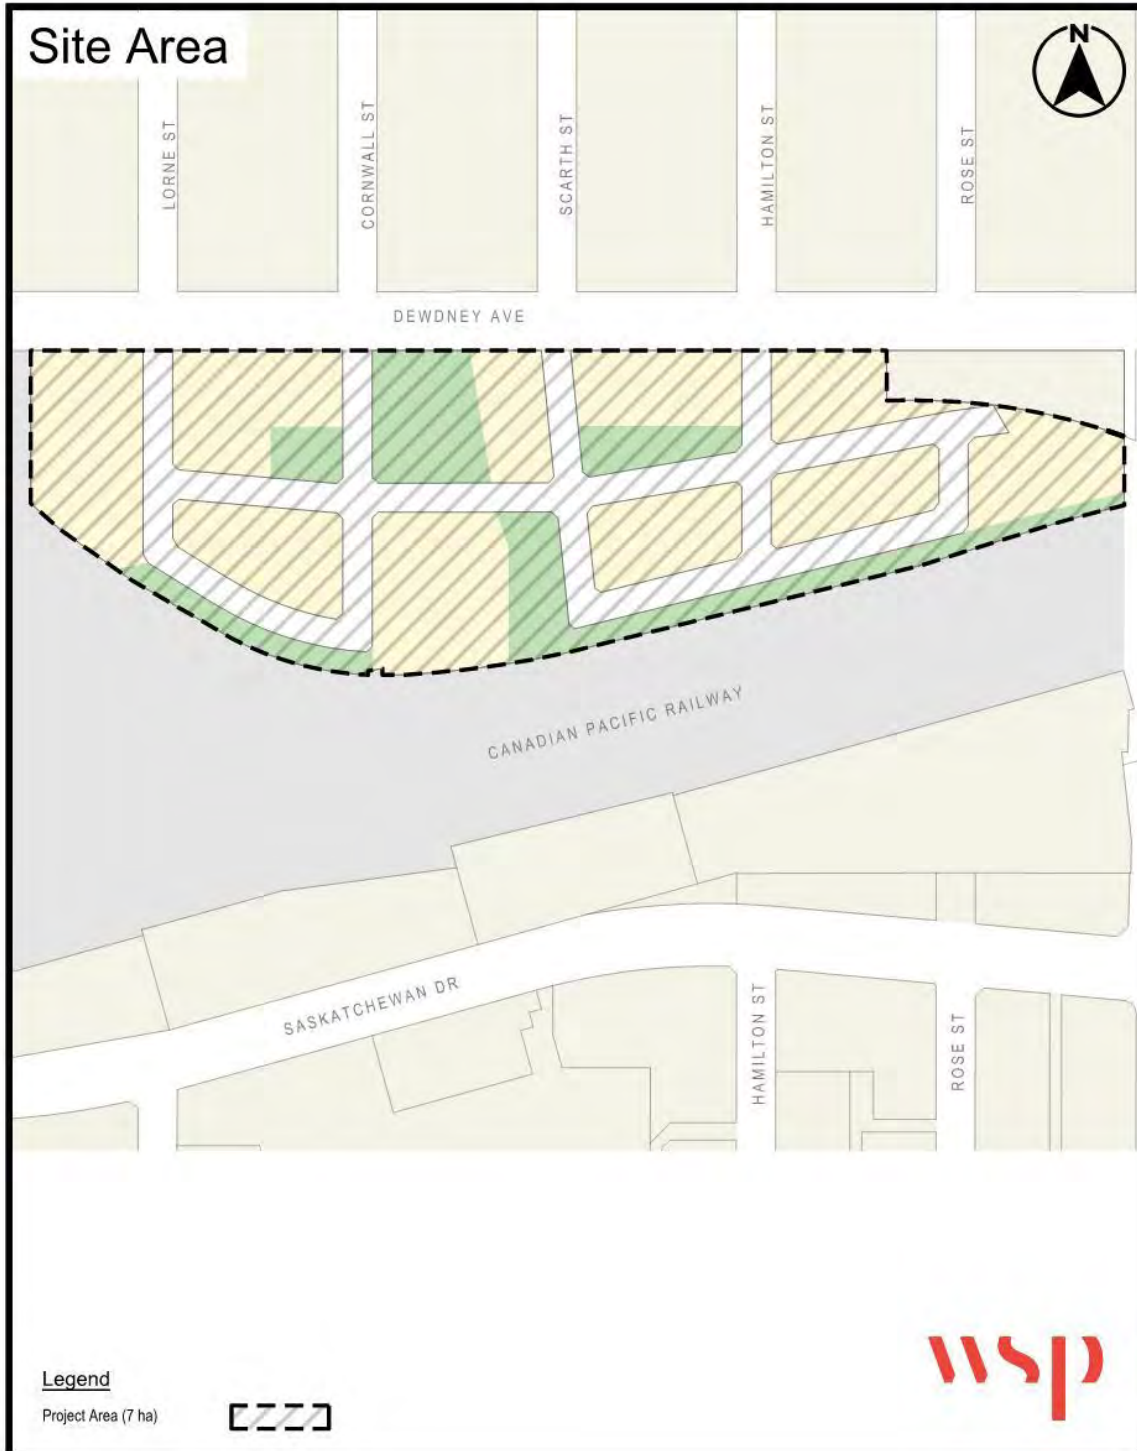 Site Area
N
LORNE ST
CORNWALL ST
SCARTH ST
HAMILTON ST
ROSE ST
DEWDNEY AVE
CANADIAN PACIFIC RAILWAY
SASKATCHEWAN DR
HAMILTON ST
ROSE ST
Legend
Project Area (7 ha)
wsp